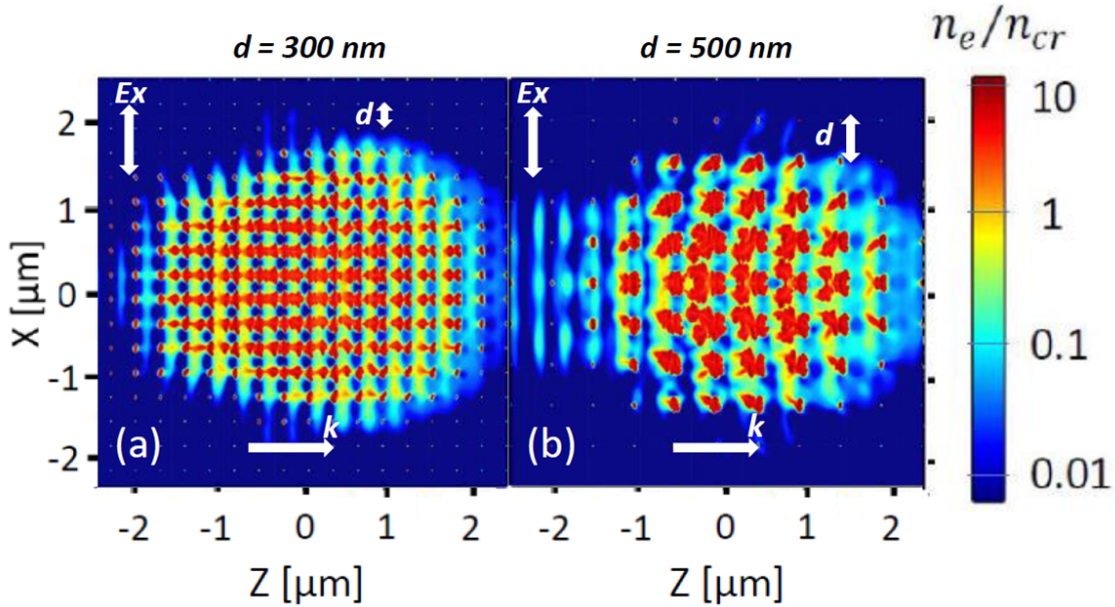 d = 300 nm
d = 500 nm
n_e/n_cr
Ex
d
Ex
d
10
1
0.1
0.01
X [μm]
2
1
0
-1
-2
(a)
k
(b)
k
-2 -1 0 1 2
-2 -1 0 1 2
Z [μm]
Z [μm]